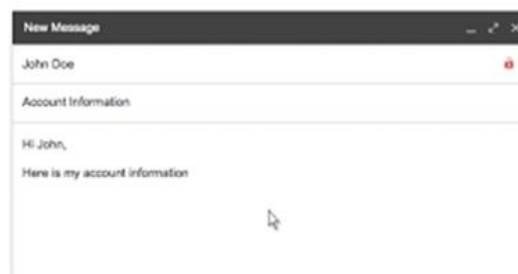 New Message
John Doe
Account Information
Hi John,
Here is my account information